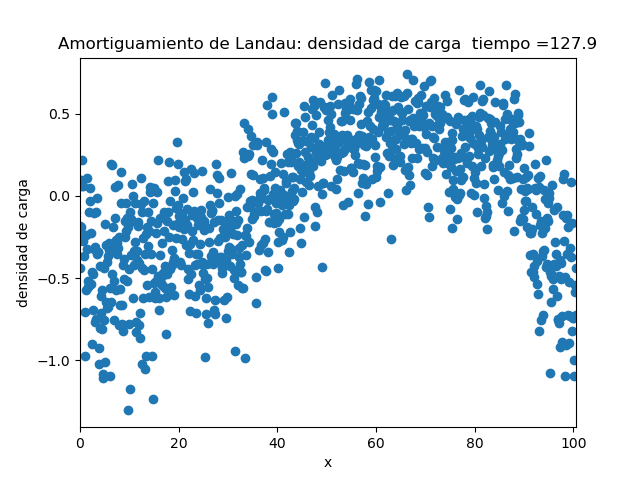 Amortiguamiento de Landau: densidad de carga  tiempo =127.9
0.5
0.0
−0.5
−1.0
densidad de carga
0 20 40 60 80 100
x